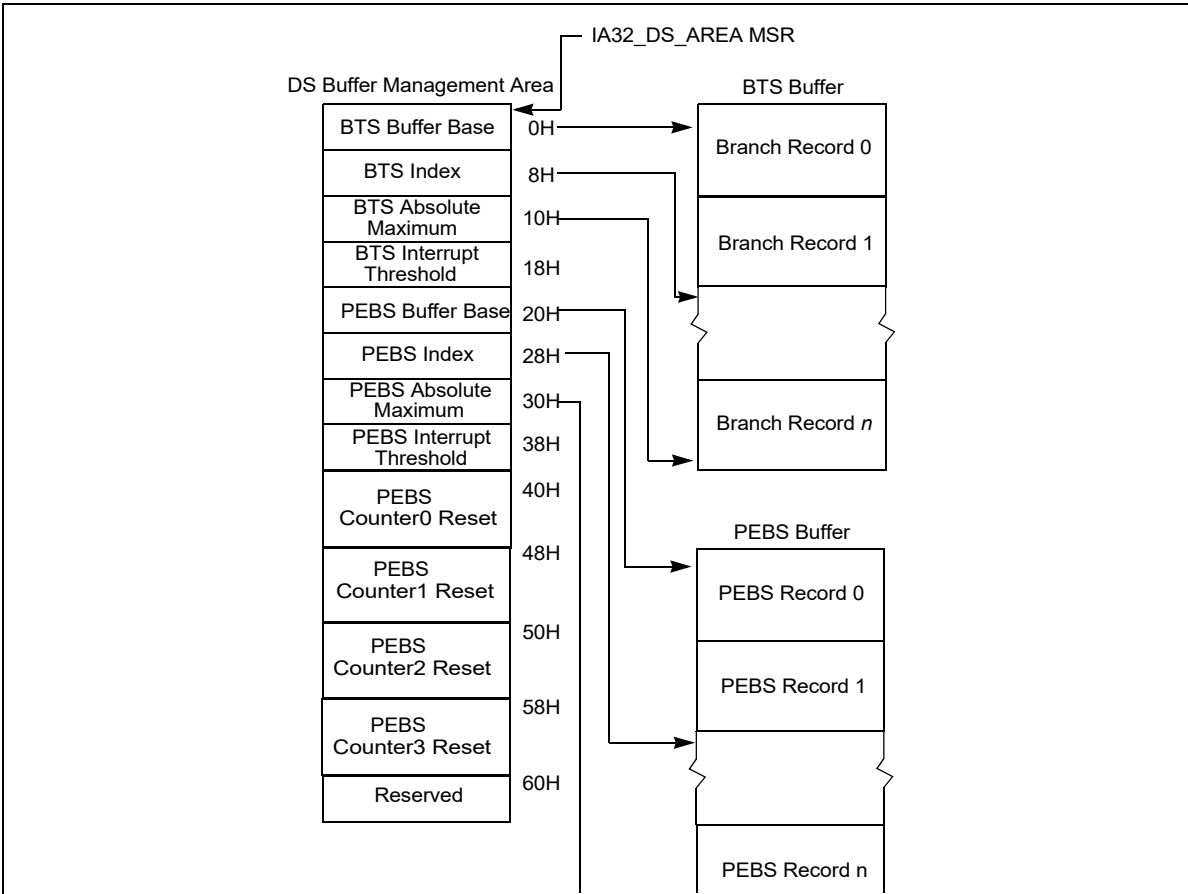 IA32_DS_AREA MSR
DS Buffer Management Area
BTS Buffer Base
0H
BTS Index
8H
BTS Absolute
Maximum
10H
BTS Interrupt
Threshold
18H
PEBS Buffer Base
20H
PEBS Index
28H
PEBS Absolute
Maximum
30H
PEBS Interrupt
Threshold
38H
PEBS
Counter0 Reset
40H
PEBS
Counter1 Reset
48H
PEBS
Counter2 Reset
50H
PEBS
Counter3 Reset
58H
Reserved
60H
BTS Buffer
Branch Record 0
Branch Record 1
Branch Record n
PEBS Buffer
PEBS Record 0
PEBS Record 1
PEBS Record n